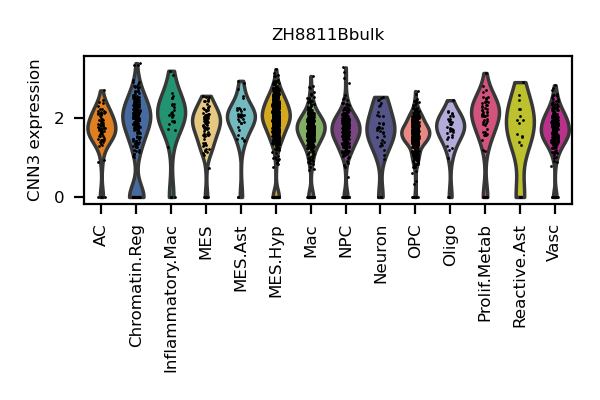 ZH8811Bbulk
CNN3 expression
2
0
AC
Chromatin.Reg
Inflammatory.Mac
MES
MES.Ast
MES.Hyp
Mac
NPC
Neuron
OPC
Oligo
Prolif.Metab
Reactive.Ast
Vasc